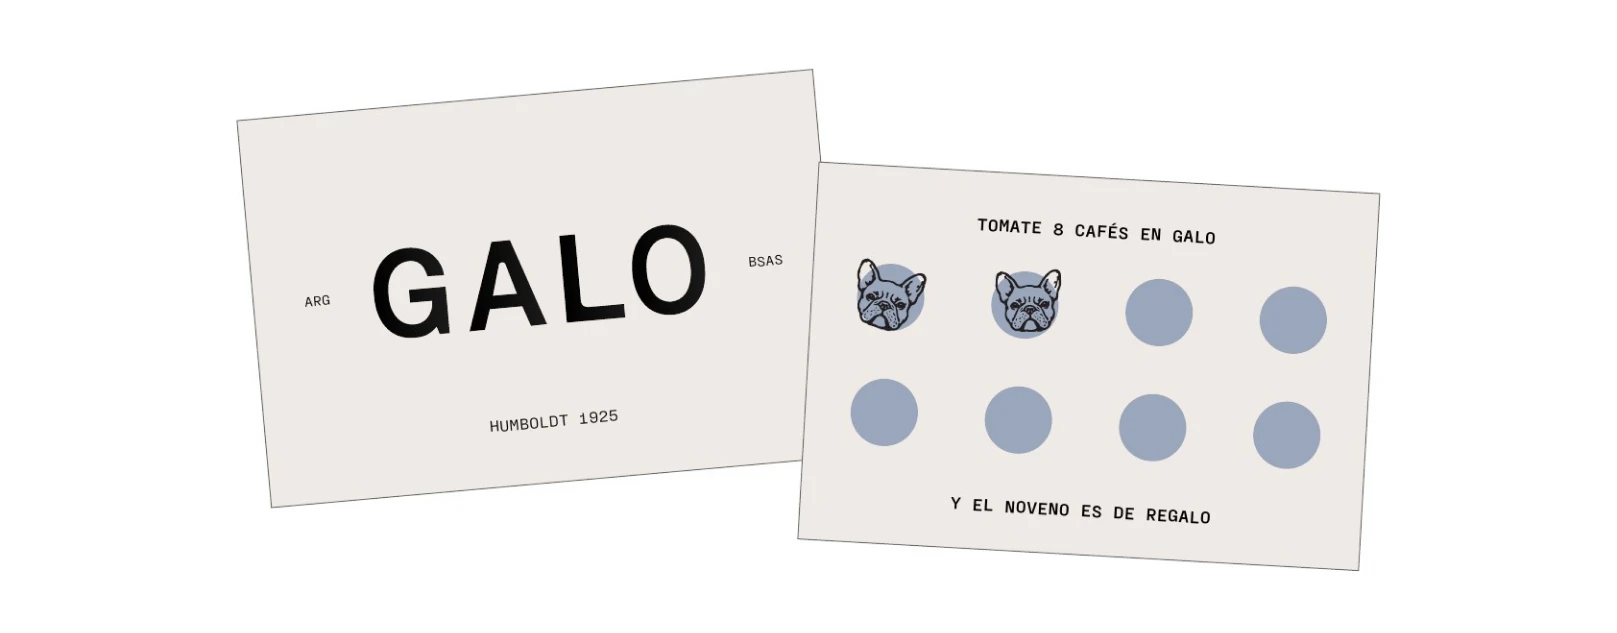 GALO
ARG
BSAS
HUMBOLDT 1925
TOMATE 8 CAFÉS EN GALO
Y EL NOVENO ES DE REGALO